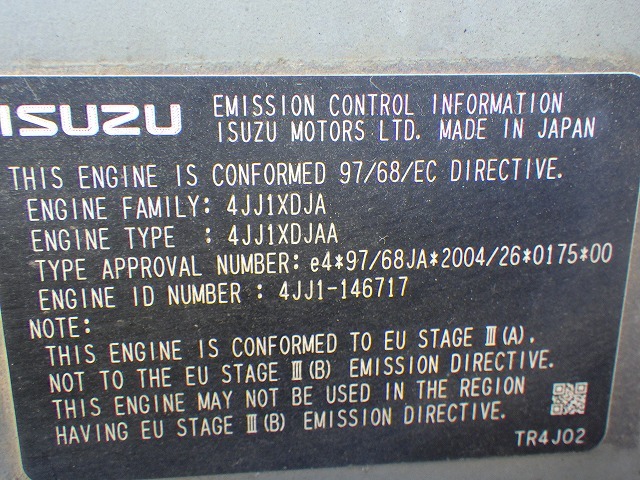 ISUZU
EMISSION CONTROL INFORMATION
ISUZU MOTORS LTD. MADE IN JAPAN
THIS ENGINE IS CONFORMED 97/68/EC DIRECTIVE.
ENGINE FAMILY: 4JJ1XDJA
ENGINE TYPE : 4JJ1XDJAA
TYPE APPROVAL NUMBER: e4*97/68JA*2004/26*0175*00
ENGINE ID NUMBER : 4JJ1-146717
NOTE:
THIS ENGINE IS CONFORMED TO EU STAGE Ⅲ(A),
NOT TO THE EU STAGE Ⅲ(B) EMISSION DIRECTIVE.
THIS ENGINE MAY NOT BE USED IN THE REGION
HAVING EU STAGE Ⅲ(B) EMISSION DIRECTIVE.
TR4J02